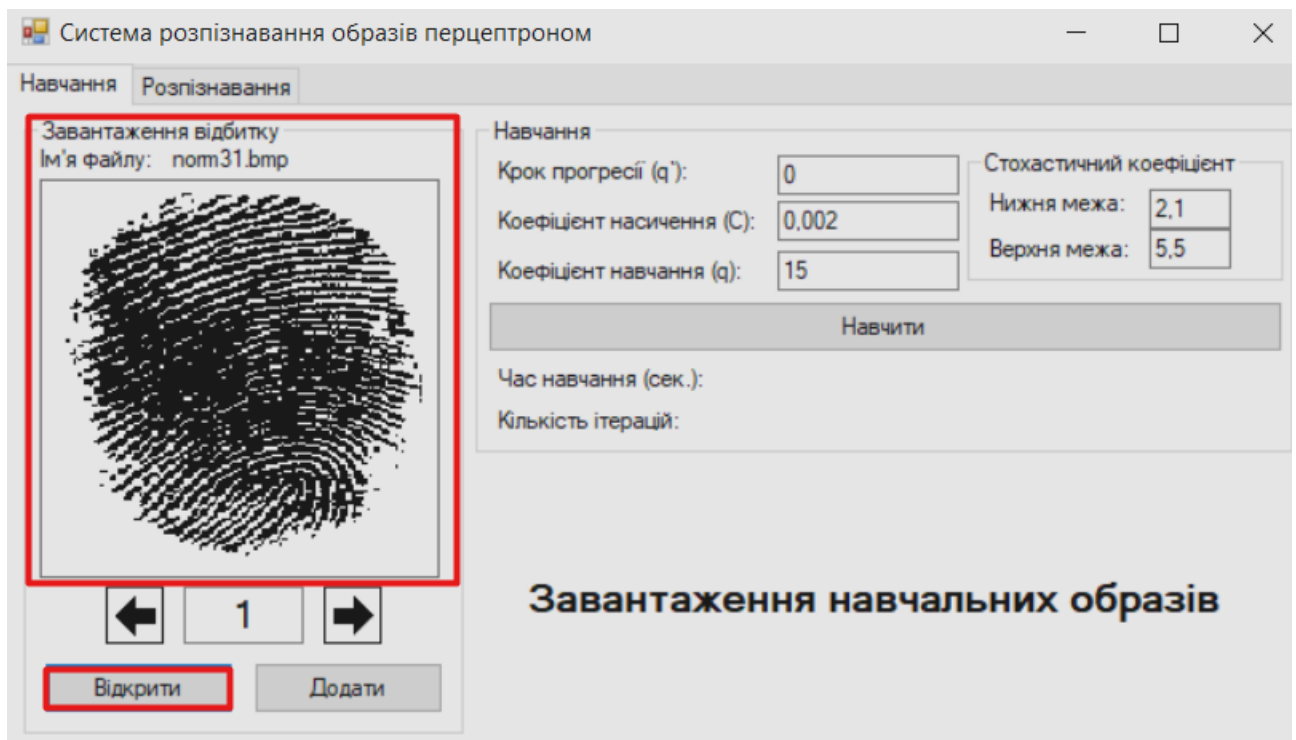 Система розпізнавання образів перцептроном
Навчання Розпізнавання
Завантаження відбитку
Ім'я файлу: norm31.bmp
1
Відкрити Додати
Навчання
Крок прогресії (q`): 0
Коефіцієнт насичення (C): 0,002
Коефіцієнт навчання (q): 15
Стохастичний коефіцієнт
Нижня межа: 2,1
Верхня межа: 5,5
Навчити
Час навчання (сек.):
Кількість ітерацій:
Завантаження навчальних образів